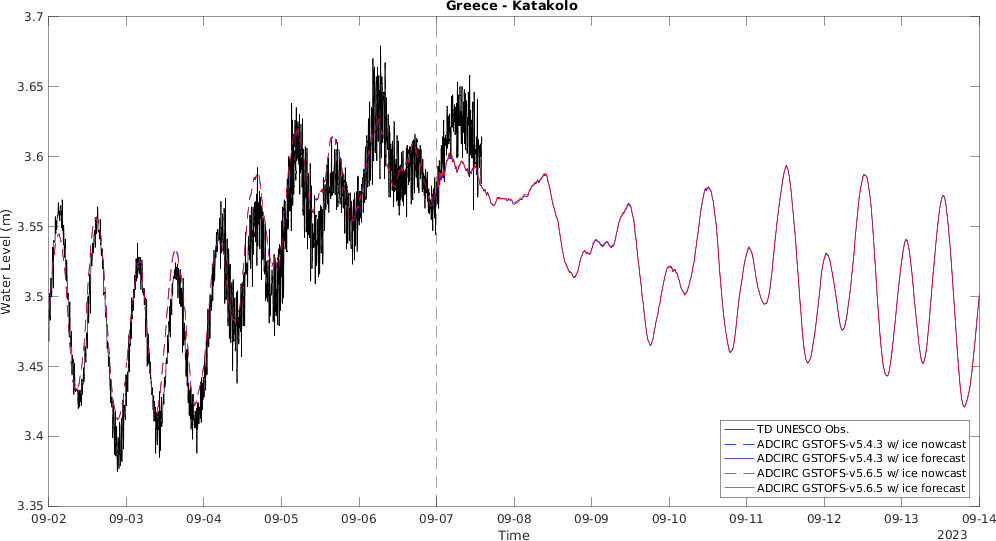 Greece - Katakolo
3.7
3.65
3.6
3.55
3.5
3.45
3.4
3.35
Water Level (m)
TD UNESCO Obs.
ADCIRC GSTOFS-v5.4.3 w/ ice nowcast
ADCIRC GSTOFS-v5.4.3 w/ ice forecast
ADCIRC GSTOFS-v5.6.5 w/ ice nowcast
ADCIRC GSTOFS-v5.6.5 w/ ice forecast
09-02 09-03 09-04 09-05 09-06 09-07 09-08 09-09 09-10 09-11 09-12 09-13 09-14
Time
2023